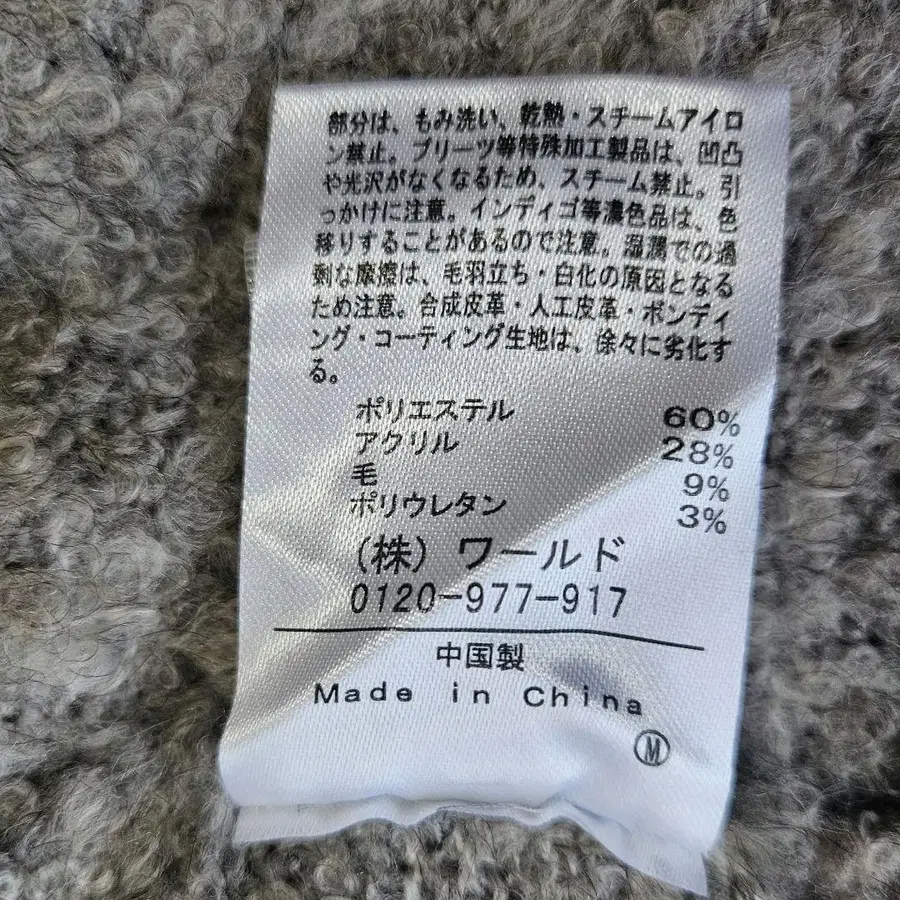 部分は、もみ洗い、乾熱・スチームアイロ
ン禁止。プリーツ等特殊加工製品は、凹凸
や光沢がなくなるため、スチーム禁止。引
っかけに注意。インディゴ等濃色品は、色
移りすることがあるので注意。湿潤での過
剰な摩擦は、毛羽立ち・白化の原因となる
ため注意。合成皮革・人工皮革・ボンディ
ング・コーティング生地は、徐々に劣化す
る。
ポリエステル 60%
アクリル 28%
毛 9%
ポリウレタン 3%
(株) ワールド
0120-977-917
中国製
Made in China
Ⓜ